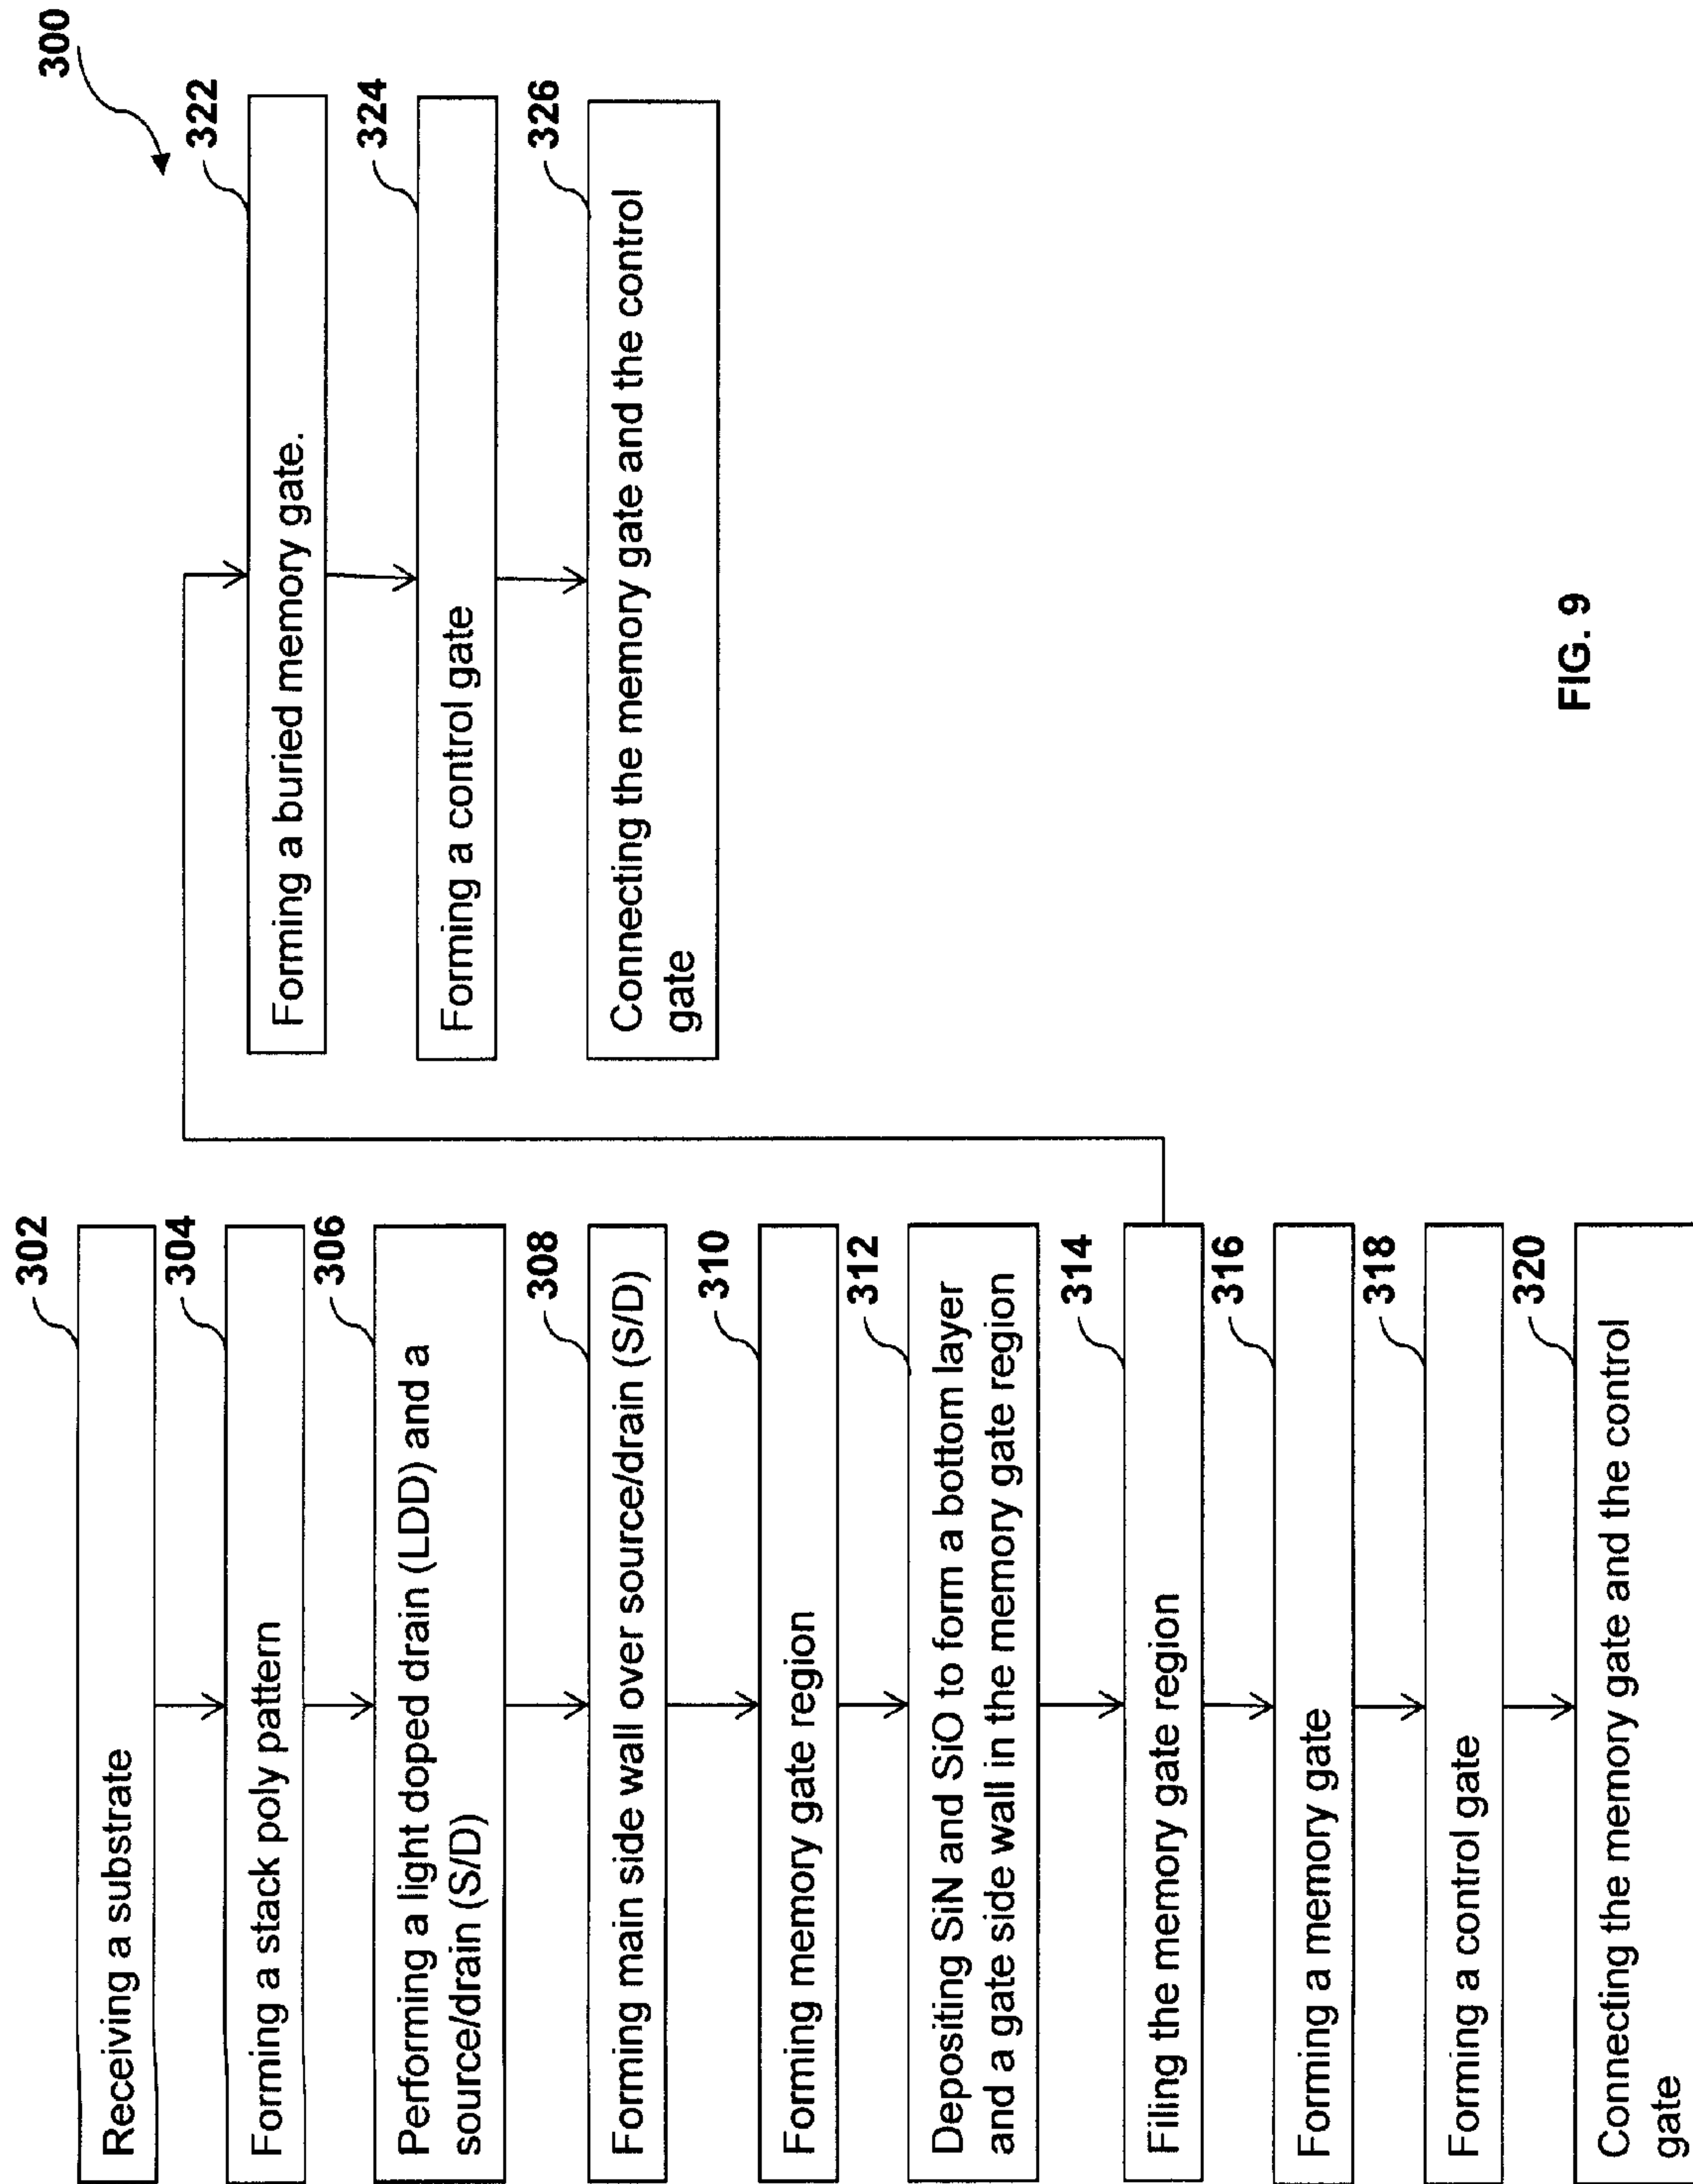 300
302
Receiving a substrate
304
Forming a stack poly pattern
306
Performing a light doped drain (LDD) and a
source/drain (S/D)
308
Forming main side wall over source/drain (S/D)
310
Forming memory gate region
312
Depositing SiN and SiO to form a bottom layer
and a gate side wall in the memory gate region
314
Filing the memory gate region
316
Forming a memory gate
318
Forming a control gate
320
Connecting the memory gate and the control
gate
322
Forming a buried memory gate.
324
Forming a control gate
326
Connecting the memory gate and the control
gate
FIG. 9